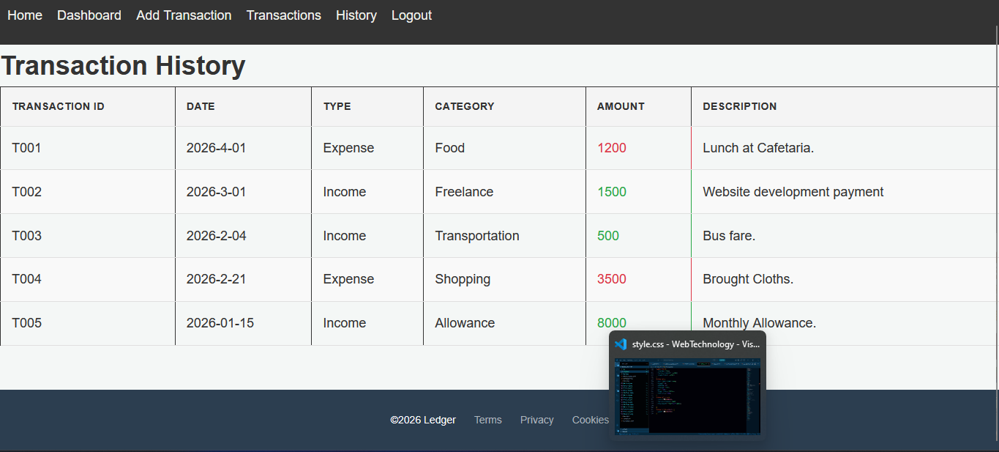 Home Dashboard Add Transaction Transactions History Logout
Transaction History
TRANSACTION ID DATE TYPE CATEGORY AMOUNT DESCRIPTION
T001 2026-4-01 Expense Food 1200 Lunch at Cafetaria.
T002 2026-3-01 Income Freelance 1500 Website development payment
T003 2026-2-04 Income Transportation 500 Bus fare.
T004 2026-2-21 Expense Shopping 3500 Brought Cloths.
T005 2026-01-15 Income Allowance 8000 Monthly Allowance.
style.css - WebTechnology - Vis...
©2026 Ledger Terms Privacy Cookies